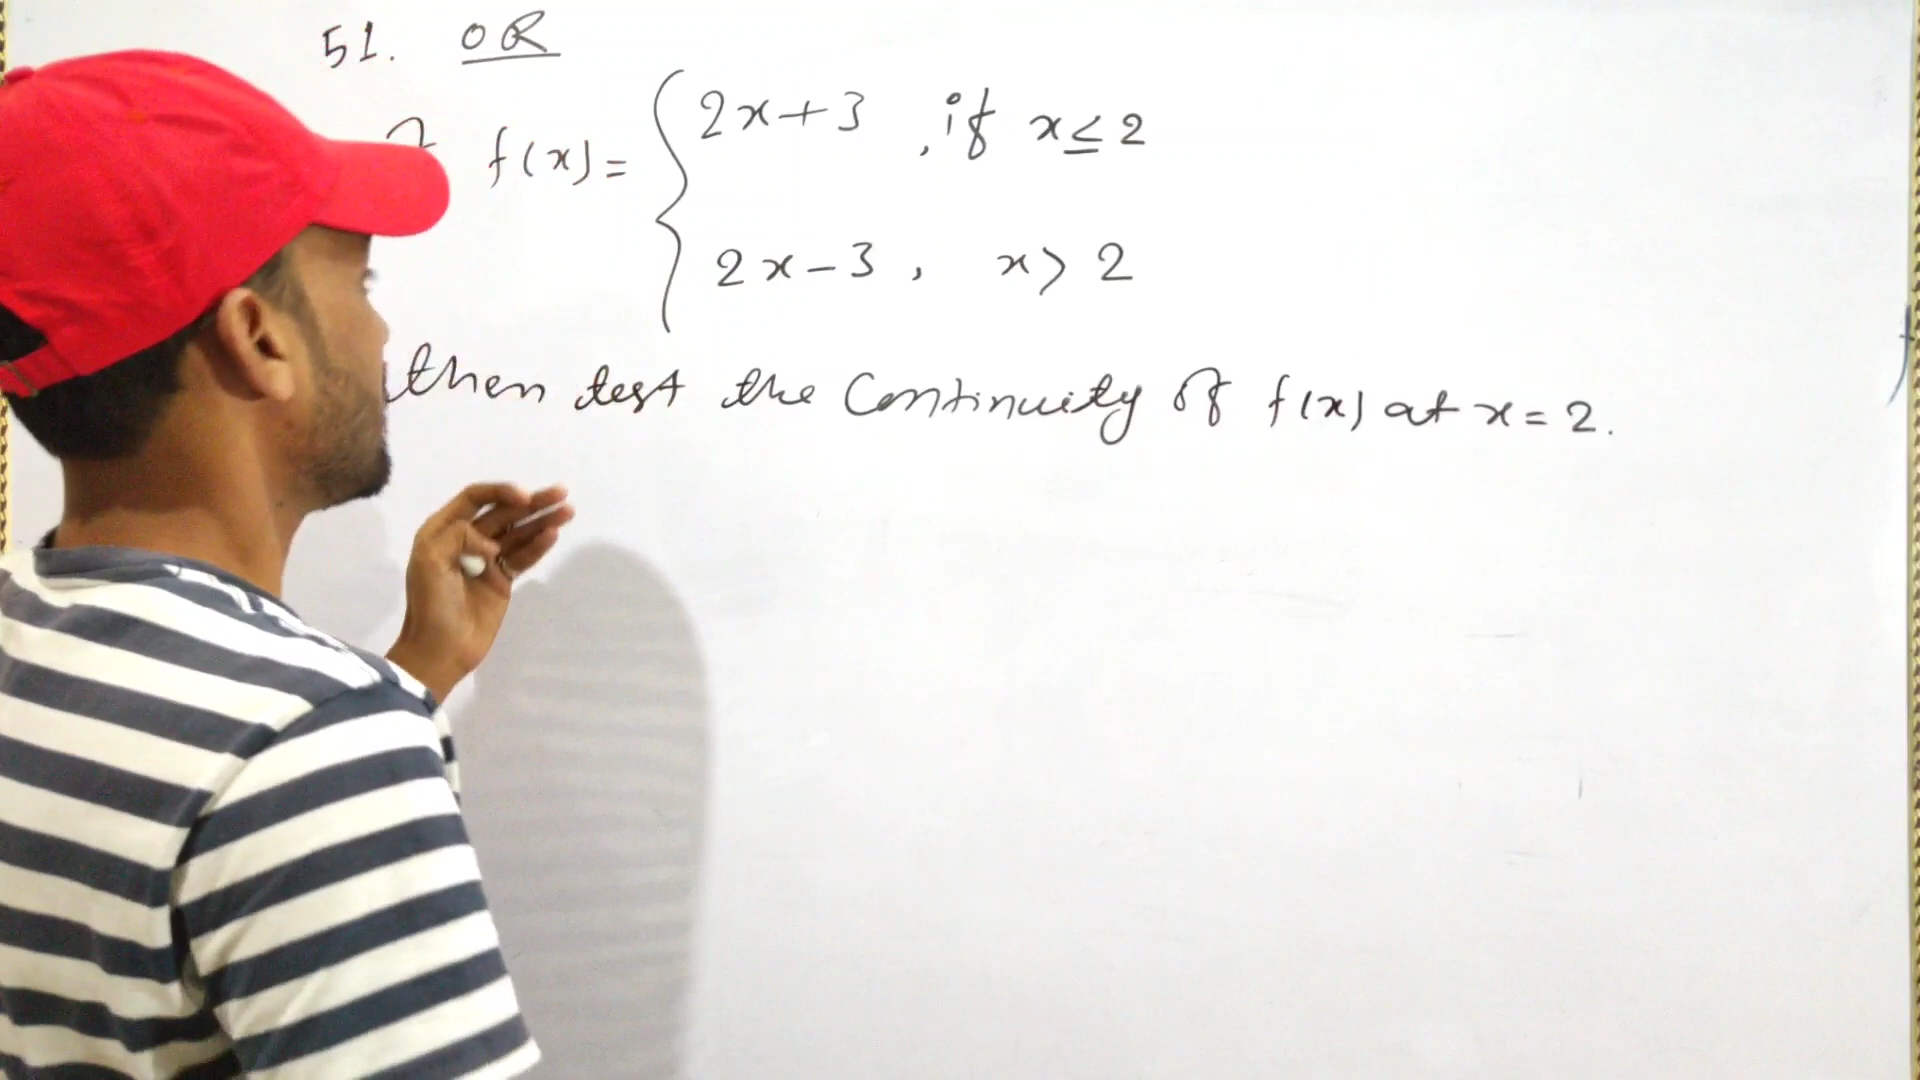 51. OR
f(x)= { 2x+3 , if x≤2
2x-3 , x>2
then test the Continuity of f(x) at x=2.